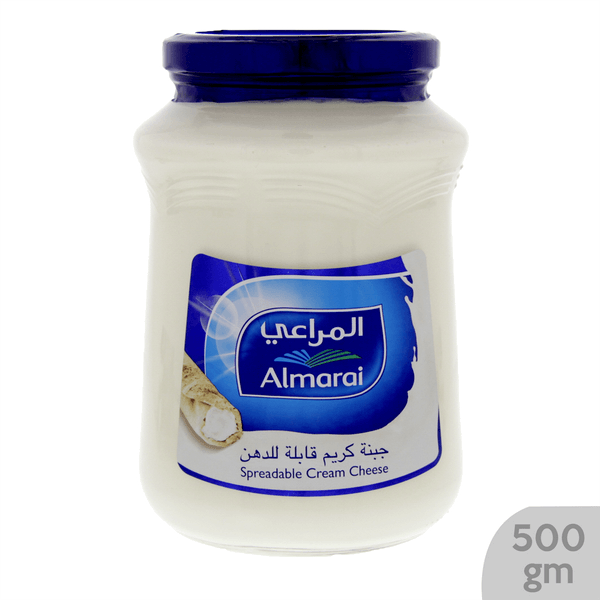 المراعي
Almarai
جبنة كريم قابلة للدهن
Spreadable Cream Cheese
500
gm